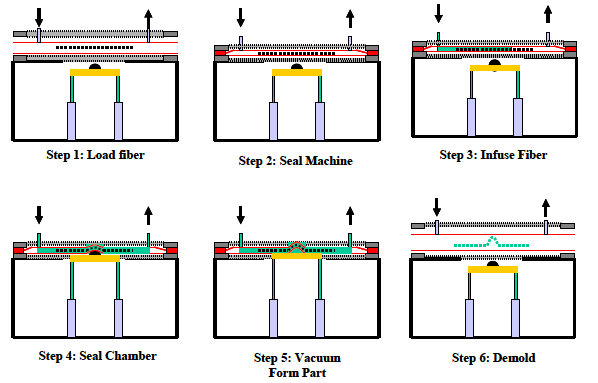 Step 1: Load fiber
Step 2: Seal Machine
Step 3: Infuse Fiber
Step 4: Seal Chamber
Step 5: Vacuum
Form Part
Step 6: Demold